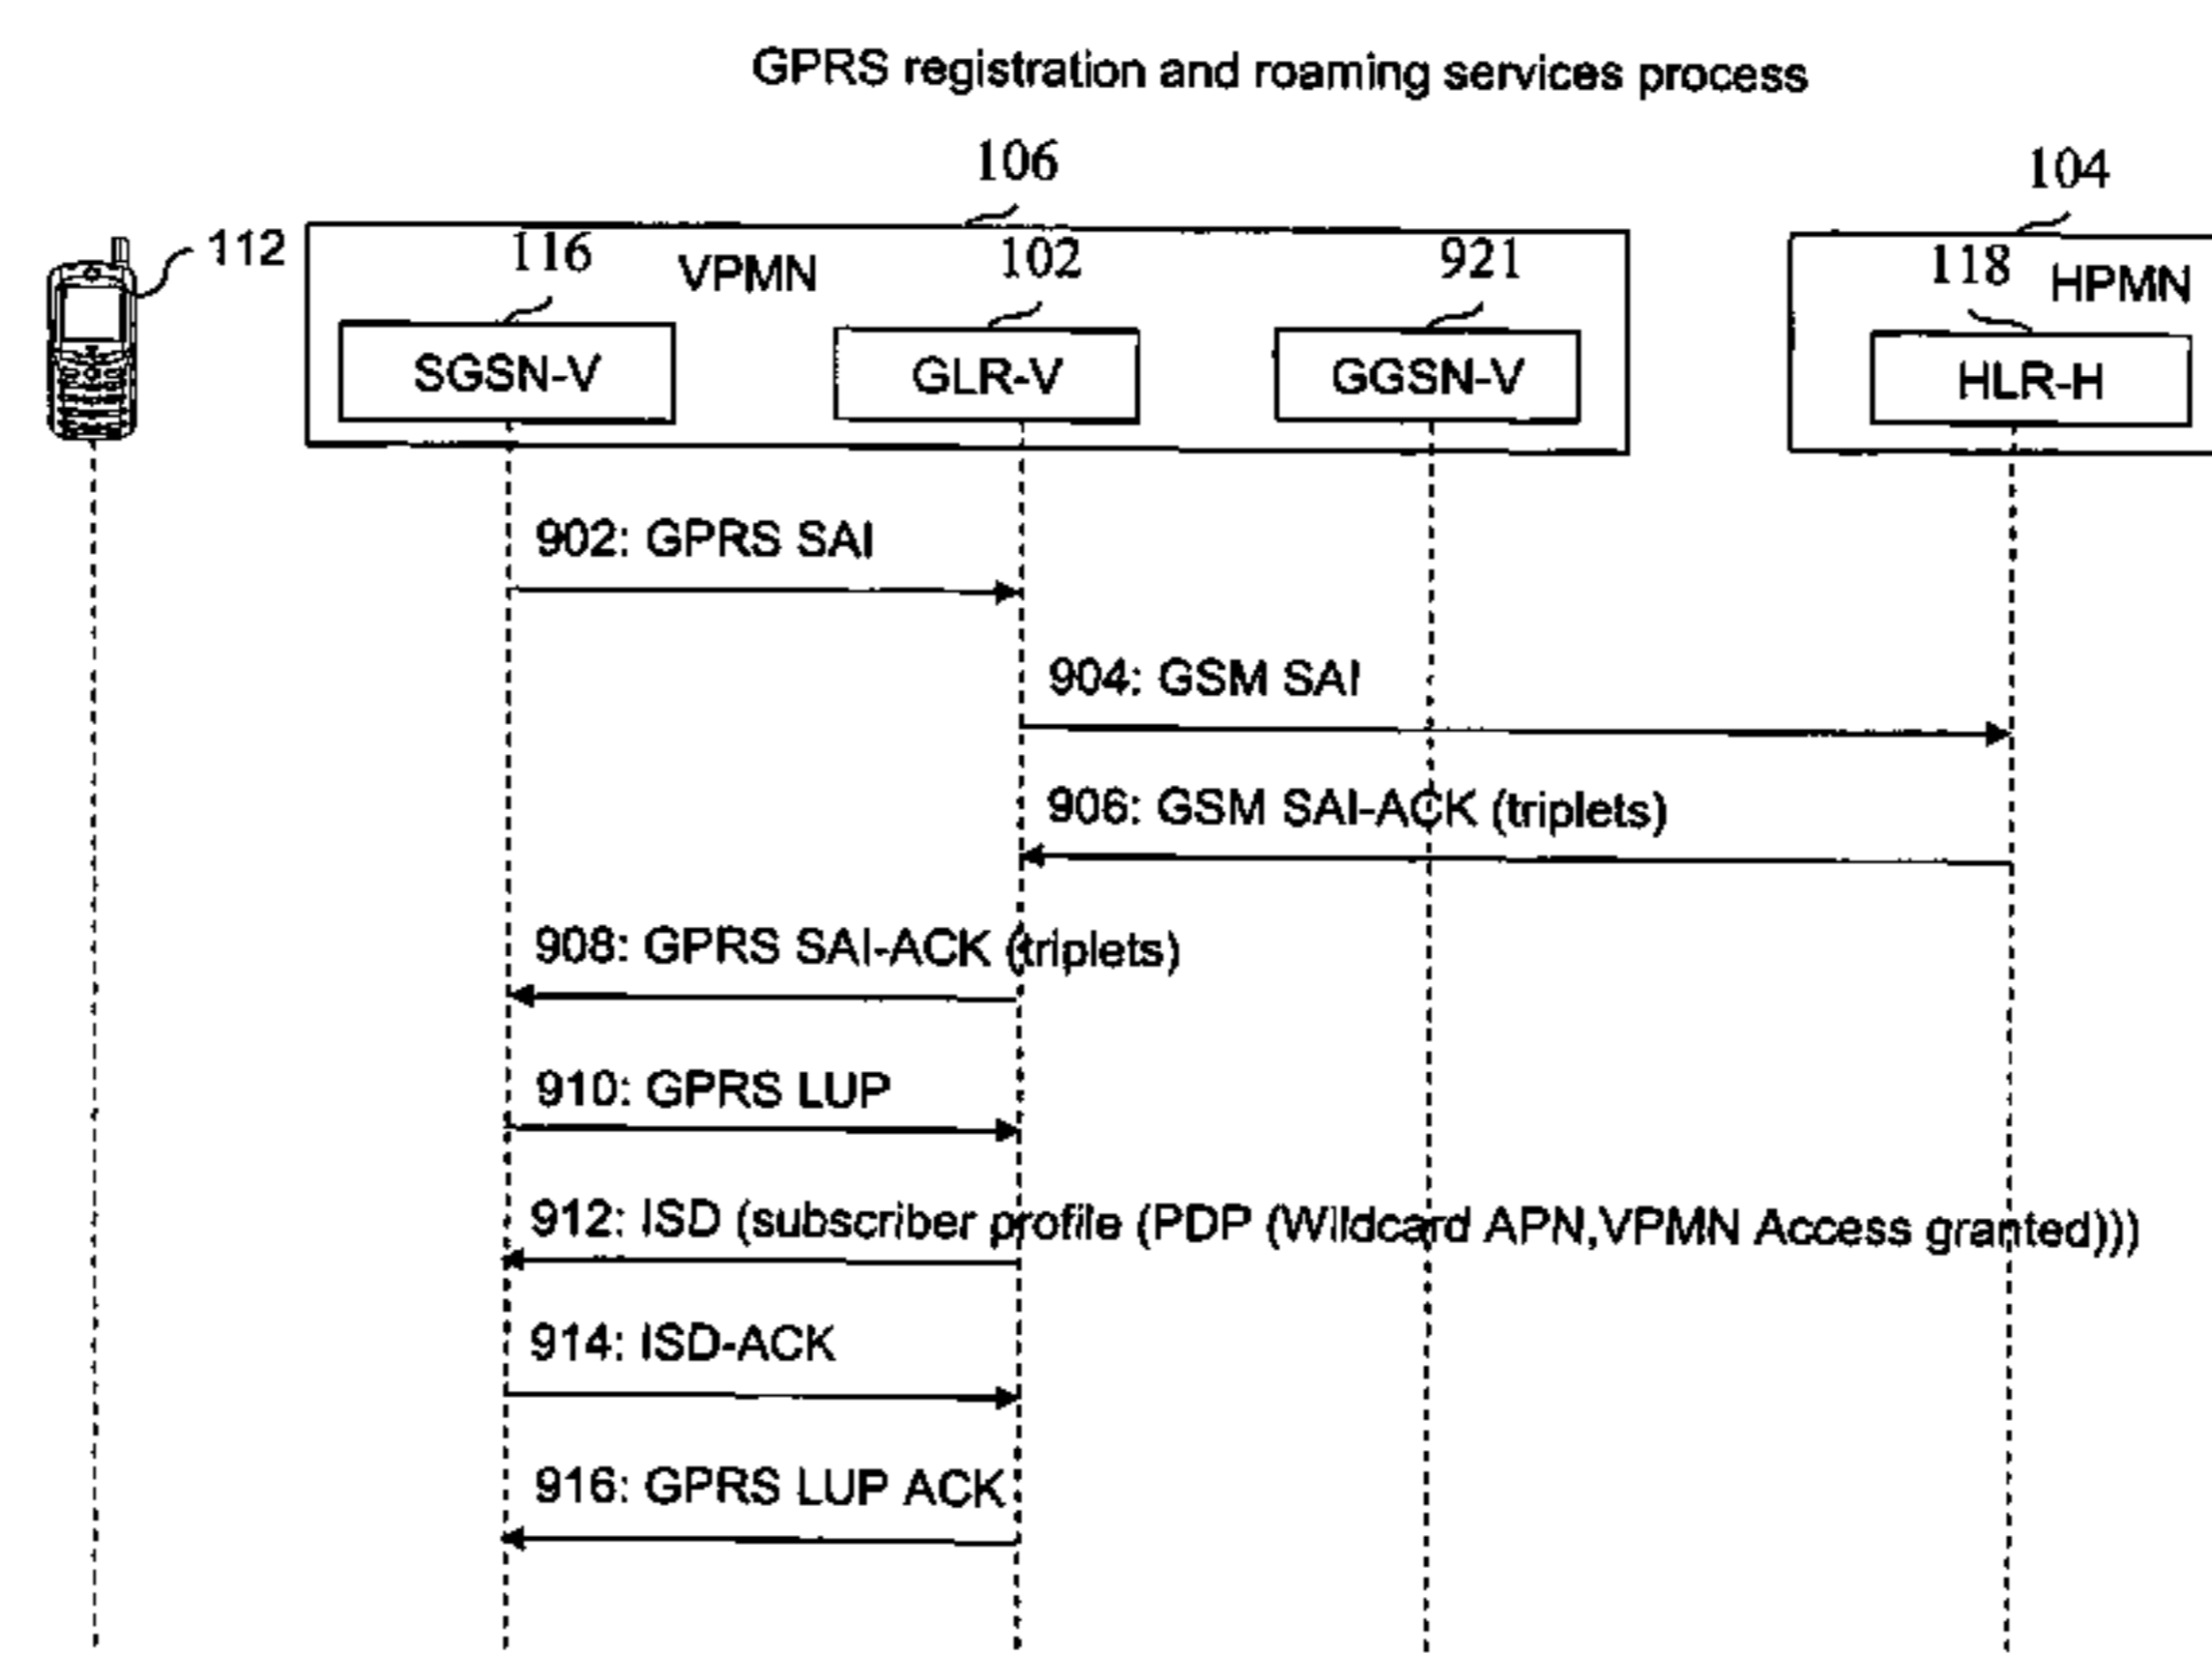 GPRS registration and roaming services process
106
104
112
116
VPMN
102
921
118
HPMN
SGSN-V
GLR-V
GGSN-V
HLR-H
902: GPRS SAI
904: GSM SAI
906: GSM SAI-ACK (triplets)
908: GPRS SAI-ACK (triplets)
910: GPRS LUP
912: ISD (subscriber profile (PDP (Wildcard APN,VPMN Access granted)))
914: ISD-ACK
916: GPRS LUP ACK